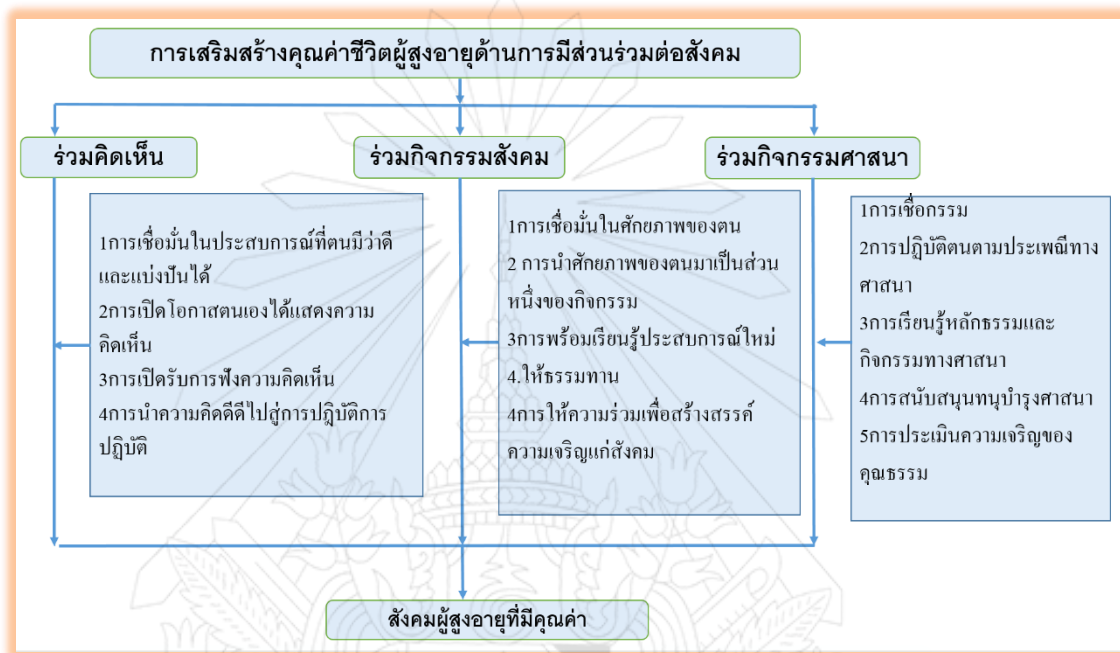 การเสริมสร้างคุณค่าชีวิตผู้สูงอายุด้านการมีส่วนร่วมต่อสังคม
ร่วมคิดเห็น
ร่วมกิจกรรมสังคม
ร่วมกิจกรรมศาสนา
1การเชื่อมั่นในประสบการณ์ที่ตนมีว่าดี
และแบ่งปันได้
2การเปิดโอกาสตนเองได้แสดงความ
คิดเห็น
3การเปิดรับการฟังความคิดเห็น
4การนำความคิดดีดีไปสู่การปฎิบัติการ
ปฏิบัติ
1การเชื่อมั่นในศักยภาพของตน
2 การนำศักยภาพของตนมาเป็นส่วน
หนึ่งของกิจกรรม
3การพร้อมเรียนรู้ประสบการณ์ใหม่
4.ให้ธรรมทาน
4การให้ความร่วมเพื่อสร้างสรรค์
ความเจริญแก่สังคม
1การเชื่อกรรม
2การปฏิบัติตนตามประเพณีทาง
ศาสนา
3การเรียนรู้หลักธรรมและ
กิจกรรมทางศาสนา
4การสนับสนุนทนุบำรุงศาสนา
5การประเมินความเจริญของ
คุณธรรม
สังคมผู้สูงอายุที่มีคุณค่า